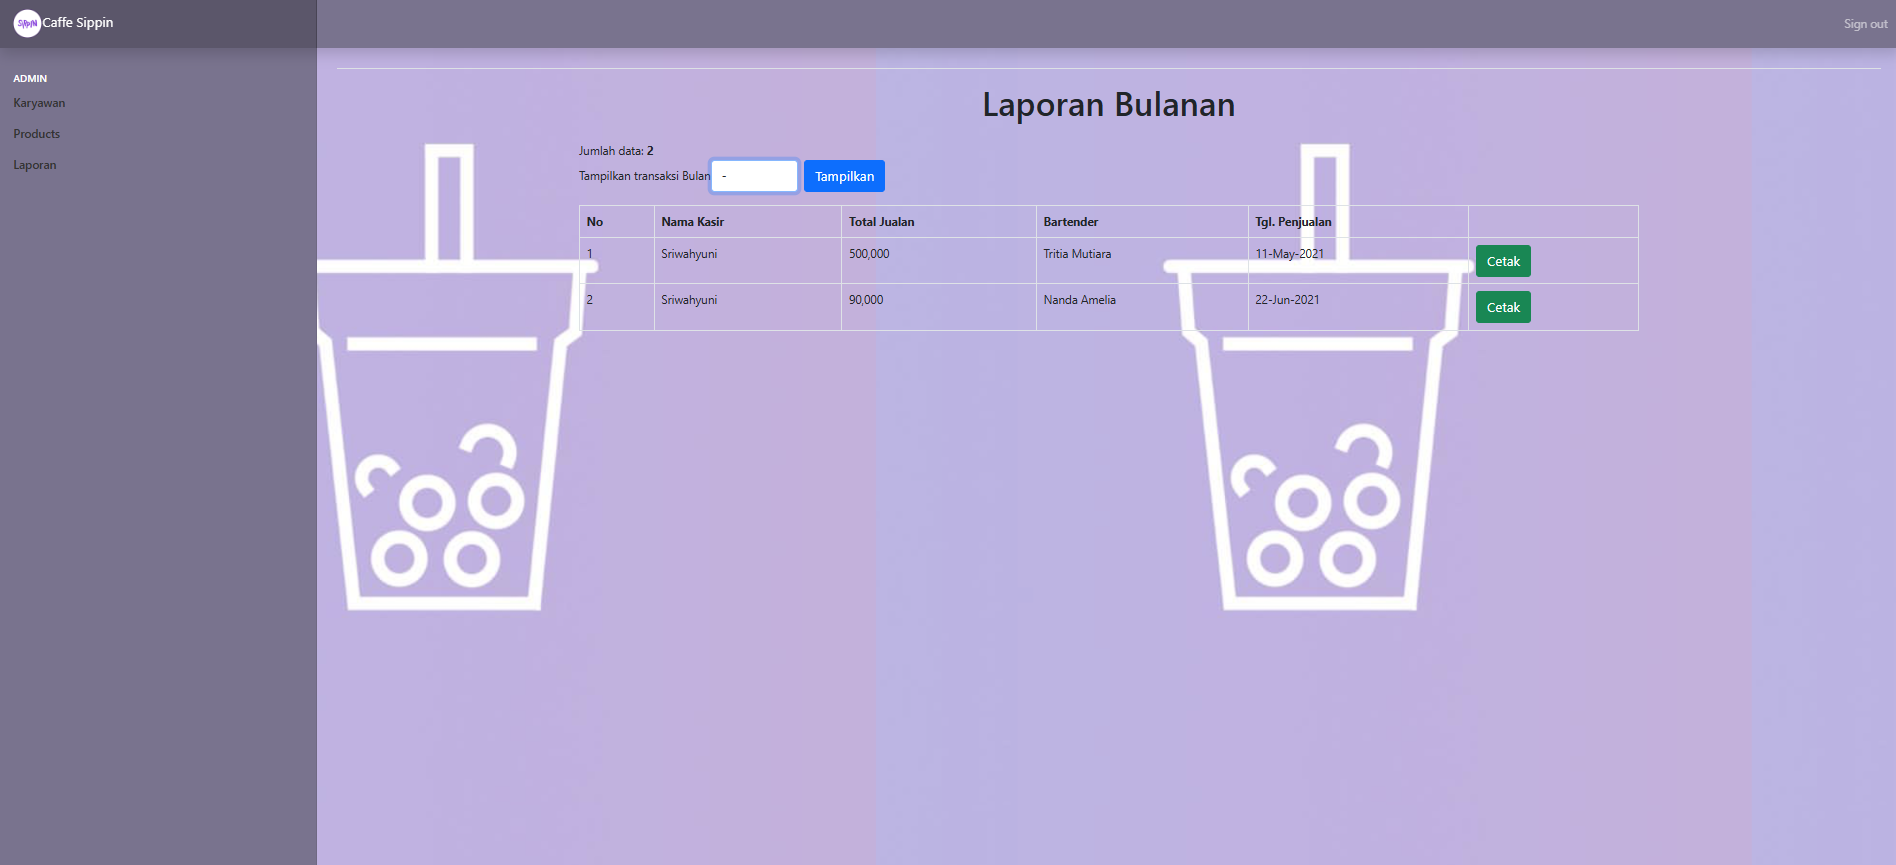 SIPPIN Caffe Sippin
Sign out
ADMIN
Karyawan
Products
Laporan
Laporan Bulanan
Jumlah data: 2
Tampilkan transaksi Bulan - Tampilkan
No Nama Kasir Total Jualan Bartender Tgl. Penjualan
1 Sriwahyuni 500,000 Tritia Mutiara 11-May-2021 Cetak
2 Sriwahyuni 90,000 Nanda Amelia 22-Jun-2021 Cetak